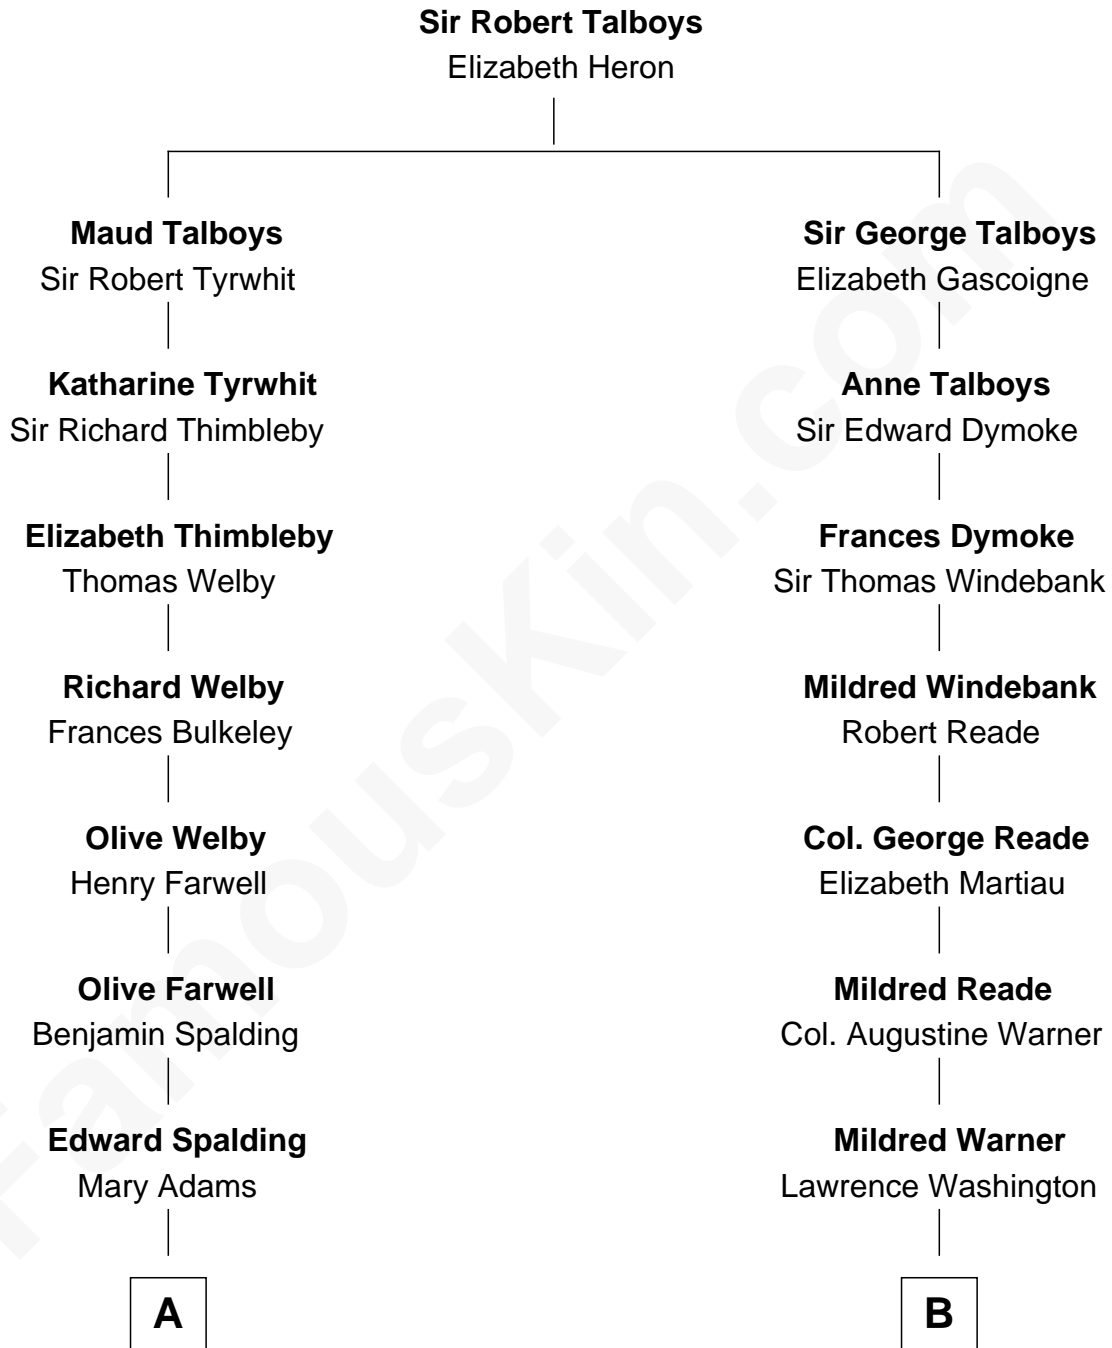 Sir Robert Talboys
Elizabeth Heron
Maud Talboys
Sir Robert Tyrwhit
Sir George Talboys
Elizabeth Gascoigne
Katharine Tyrwhit
Sir Richard Thimbleby
Anne Talboys
Sir Edward Dymoke
Elizabeth Thimbleby
Thomas Welby
Frances Dymoke
Sir Thomas Windebank
Richard Welby
Frances Bulkeley
Mildred Windebank
Robert Reade
Olive Welby
Henry Farwell
Col. George Reade
Elizabeth Martiau
Olive Farwell
Benjamin Spalding
Mildred Reade
Col. Augustine Warner
Edward Spalding
Mary Adams
Mildred Warner
Lawrence Washington
A
B
FamousKin.com